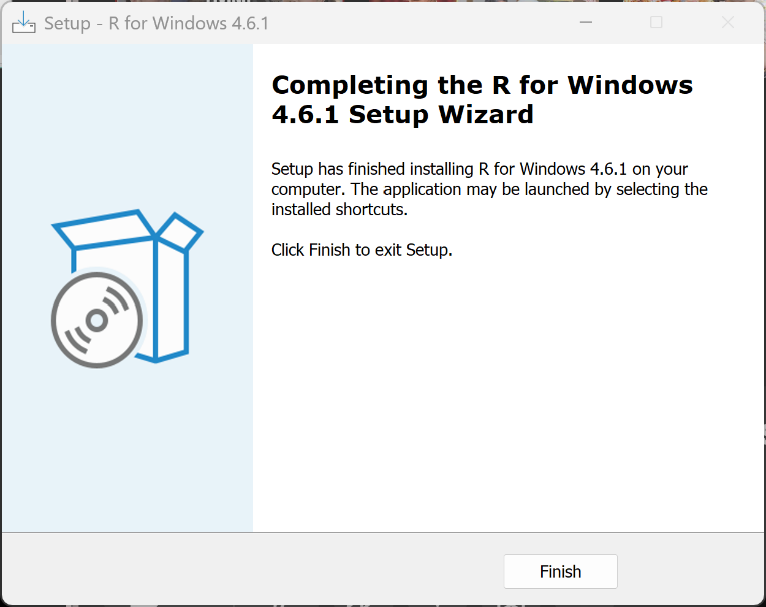 Setup - R for Windows 4.6.1
Completing the R for Windows
4.6.1 Setup Wizard
Setup has finished installing R for Windows 4.6.1 on your
computer. The application may be launched by selecting the
installed shortcuts.
Click Finish to exit Setup.
Finish